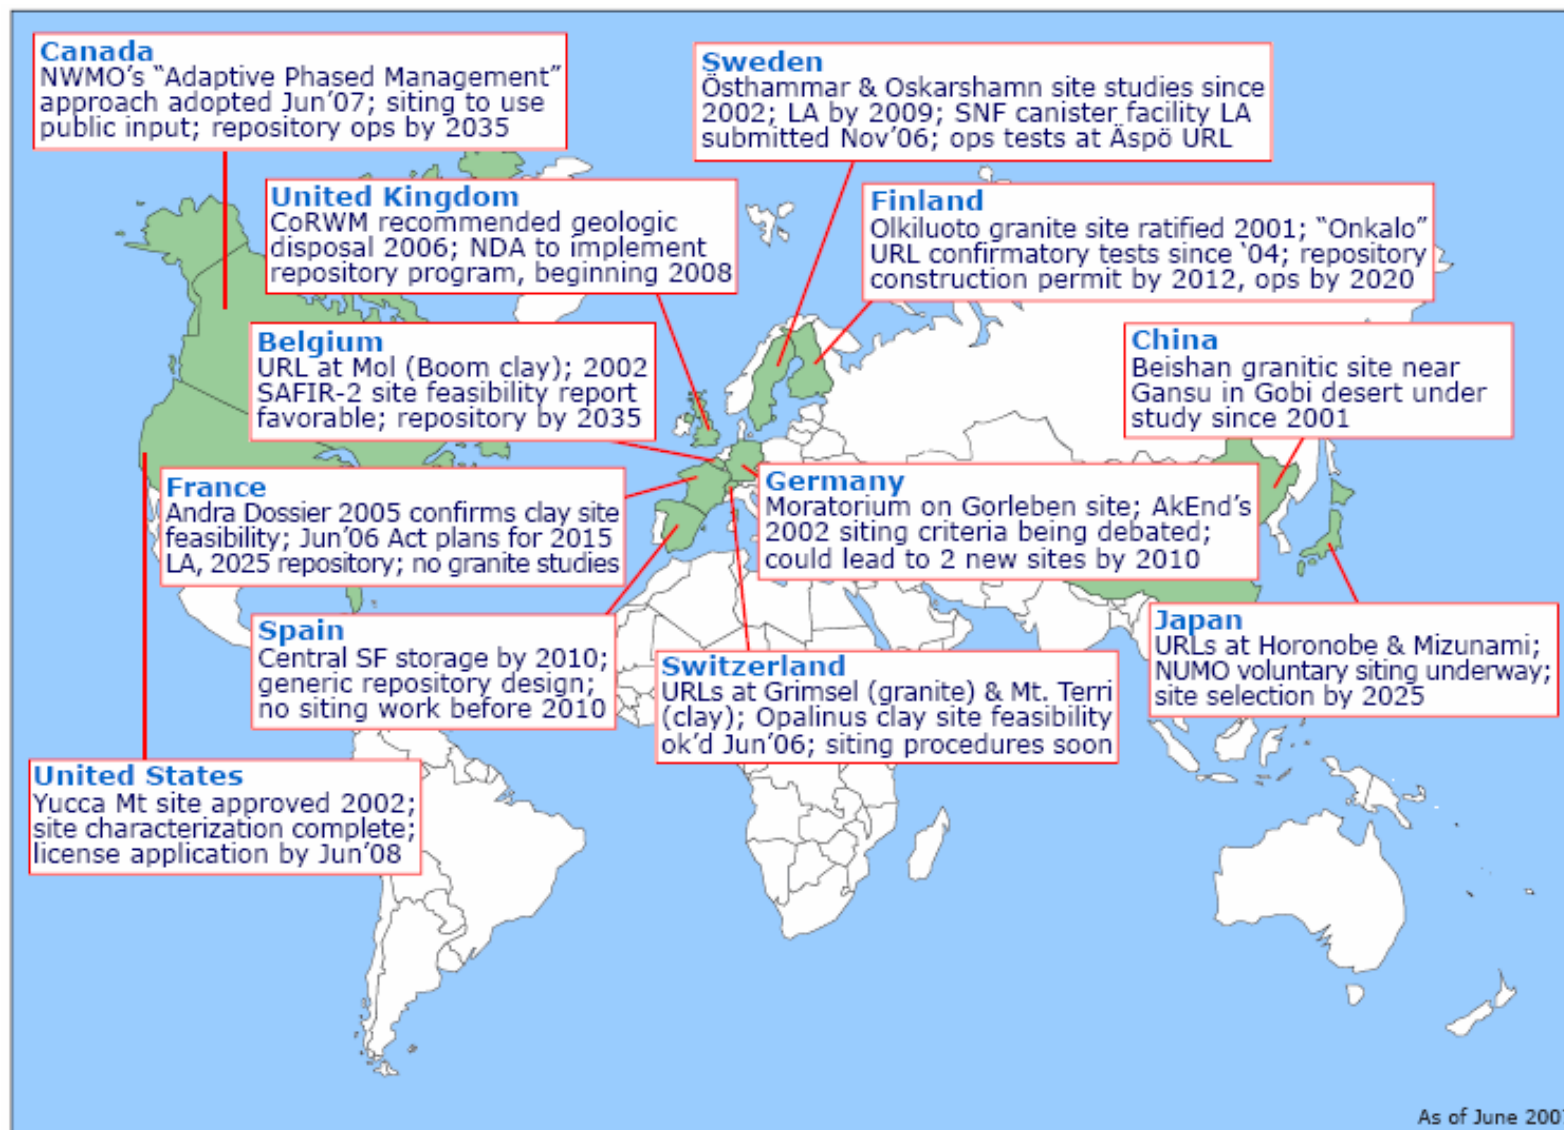 Canada
NWMO's “Adaptive Phased Management”
approach adopted Jun'07; siting to use
public input; repository ops by 2035
Sweden
Östhammar & Oskarshamn site studies since
2002; LA by 2009; SNF canister facility LA
submitted Nov'06; ops tests at Äspö URL
United Kingdom
CoRWM recommended geologic
disposal 2006; NDA to implement
repository program, beginning 2008
Finland
Olkiluoto granite site ratified 2001; “Onkalo”
URL confirmatory tests since ‘04; repository
construction permit by 2012, ops by 2020
Belgium
URL at Mol (Boom clay); 2002
SAFIR-2 site feasibility report
favorable; repository by 2035
China
Beishan granitic site near
Gansu in Gobi desert under
study since 2001
France
Andra Dossier 2005 confirms clay site
feasibility; Jun'06 Act plans for 2015
LA, 2025 repository; no granite studies
Germany
Moratorium on Gorleben site; AkEnd's
2002 siting criteria being debated;
could lead to 2 new sites by 2010
Spain
Central SF storage by 2010;
generic repository design;
no siting work before 2010
Switzerland
URLs at Grimsel (granite) & Mt. Terri
(clay); Opalinus clay site feasibility
ok'd Jun'06; siting procedures soon
Japan
URLs at Horonobe & Mizunami;
NUMO voluntary siting underway;
site selection by 2025
United States
Yucca Mt site approved 2002;
site characterization complete;
license application by Jun'08
As of June 2007